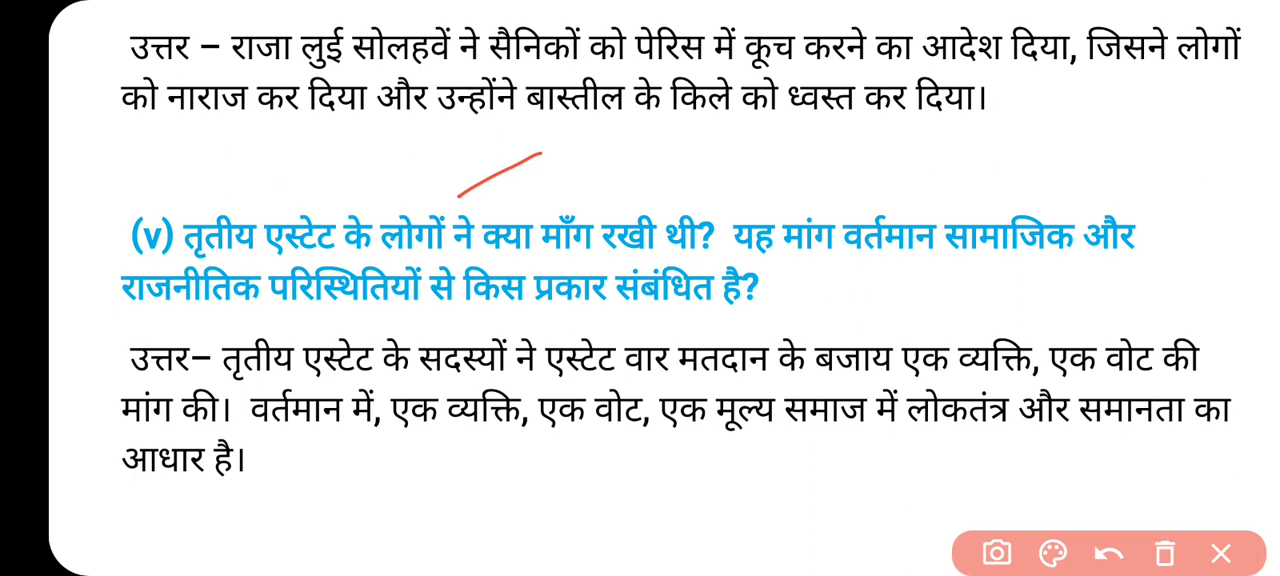 उत्तर – राजा लुई सोलहवें ने सैनिकों को पेरिस में कूच करने का आदेश दिया, जिसने लोगों
को नाराज कर दिया और उन्होंने बास्तील के किले को ध्वस्त कर दिया।
(v) तृतीय एस्टेट के लोगों ने क्या माँग रखी थी? यह मांग वर्तमान सामाजिक और
राजनीतिक परिस्थितियों से किस प्रकार संबंधित है?
उत्तर– तृतीय एस्टेट के सदस्यों ने एस्टेट वार मतदान के बजाय एक व्यक्ति, एक वोट की
मांग की। वर्तमान में, एक व्यक्ति, एक वोट, एक मूल्य समाज में लोकतंत्र और समानता का
आधार है।